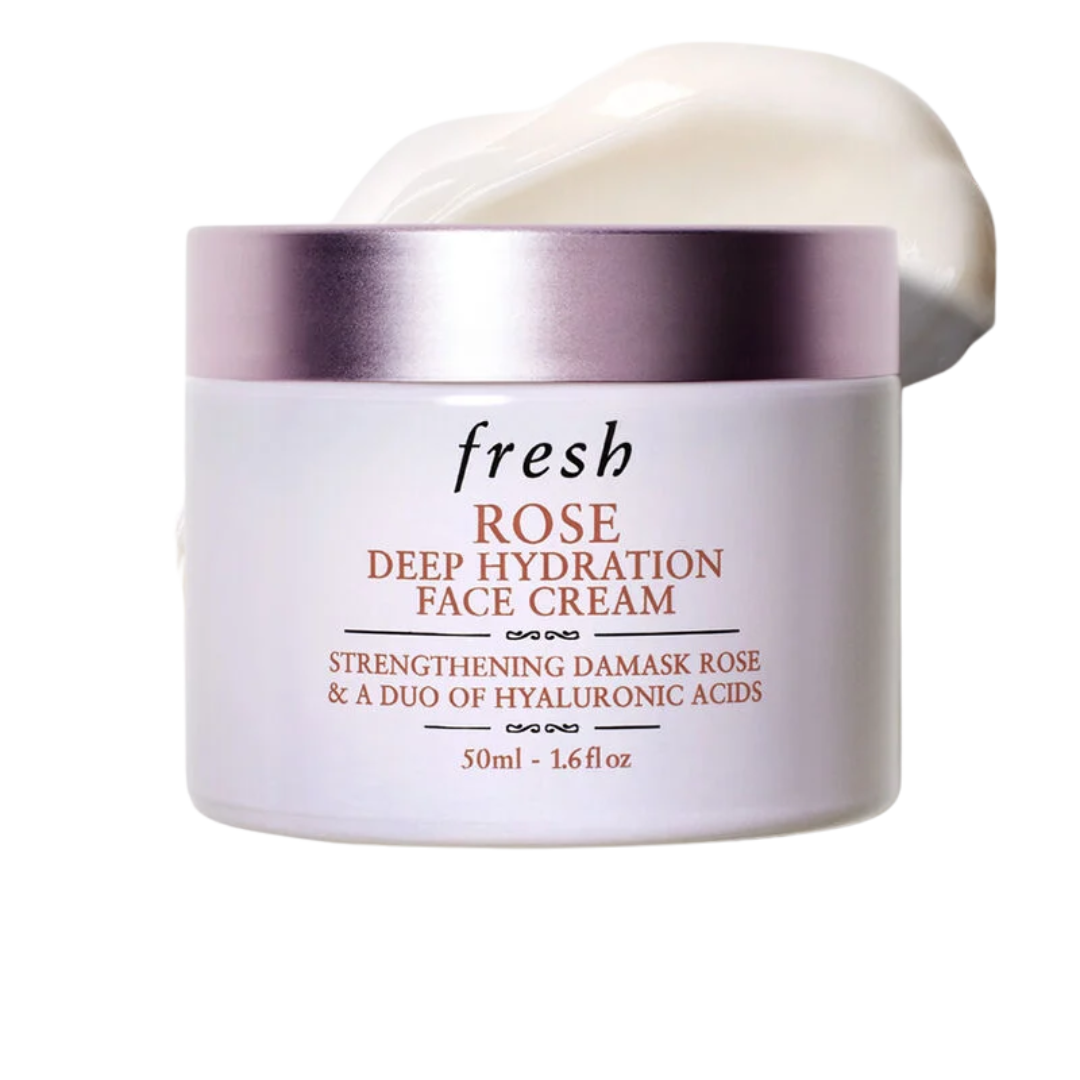 fresh
ROSE
DEEP HYDRATION
FACE CREAM
STRENGTHENING DAMASK ROSE
& A DUO OF HYALURONIC ACIDS
50ml - 1.6 fl oz